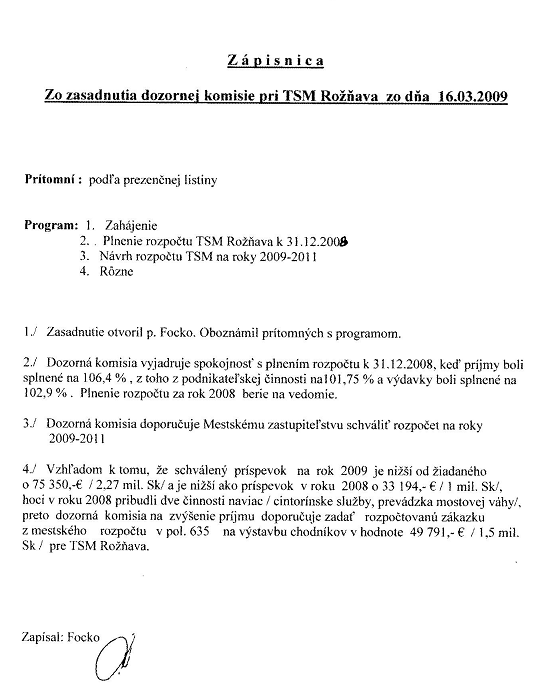 Z á p i s n i c a
Zo zasadnutia dozornej komisie pri TSM Rožňava zo dňa 16.03.2009
Prítomní : podľa prezenčnej listiny
Program: 1. Zahájenie
2. . Plnenie rozpočtu TSM Rožňava k 31.12.2008
3. Návrh rozpočtu TSM na roky 2009-2011
4. Rôzne
1./ Zasadnutie otvoril p. Focko. Oboznámil prítomných s programom.
2./ Dozorná komisia vyjadruje spokojnosť s plnením rozpočtu k 31.12.2008, keď príjmy boli
splnené na 106,4 % , z toho z podnikateľskej činnosti na101,75 % a výdavky boli splnené na
102,9 % . Plnenie rozpočtu za rok 2008 berie na vedomie.
3./ Dozorná komisia doporučuje Mestskému zastupiteľstvu schváliť rozpočet na roky
2009-2011
4./ Vzhľadom k tomu, že schválený príspevok na rok 2009 je nižší od žiadaného
o 75 350,-€ / 2,27 mil. Sk/ a je nižší ako príspevok v roku 2008 o 33 194,- € / 1 mil. Sk/,
hoci v roku 2008 pribudli dve činnosti naviac / cintorínske služby, prevádzka mostovej váhy/,
preto dozorná komisia na zvýšenie príjmu doporučuje zadať rozpočtovanú zákazku
z mestského rozpočtu v pol. 635 na výstavbu chodníkov v hodnote 49 791,- € / 1,5 mil.
Sk / pre TSM Rožňava.
Zapísal: Focko